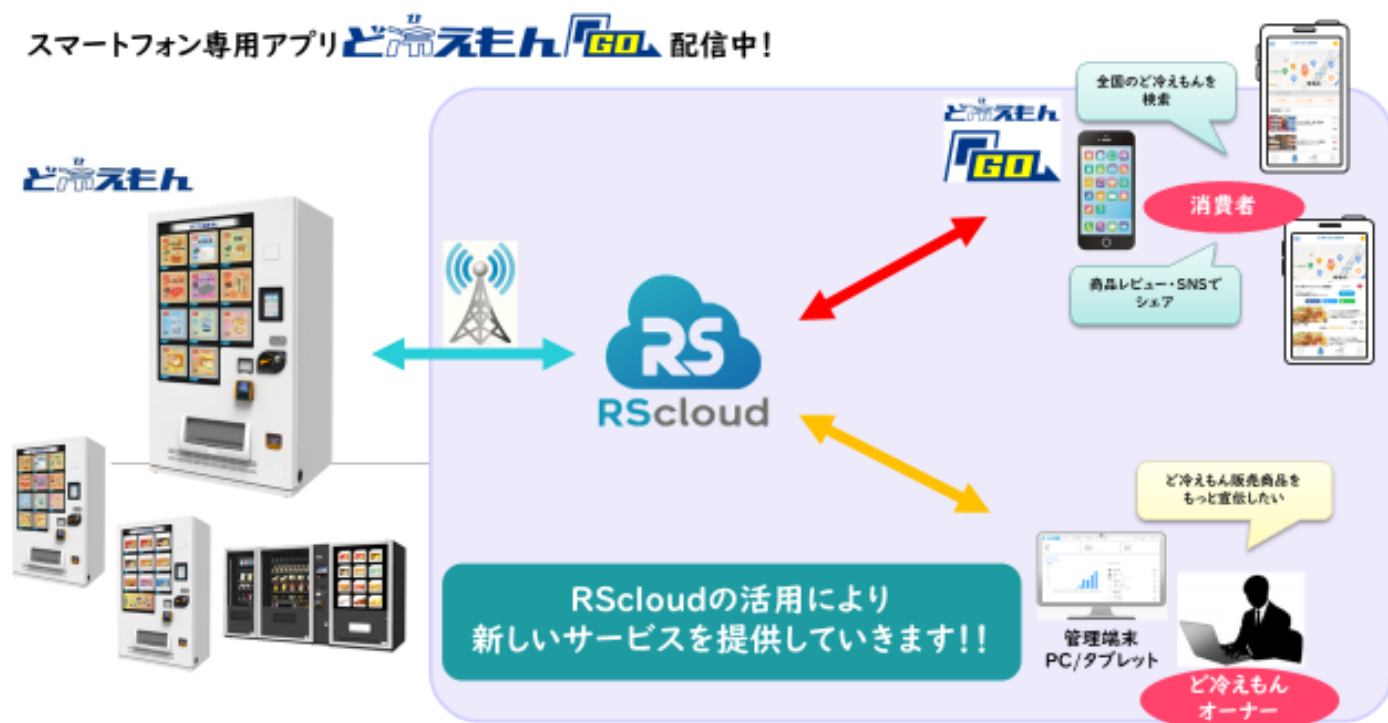 スマートフォン専用アプリ ど冷えもん GO 配信中!
ど冷えもん
ひ
ど冷えもん
GO
全国のど冷えもんを
検索
消費者
商品レビュー・SNSで
シェア
RS
RScloud
ど冷えもん販売商品を
もっと宣伝したい
RScloudの活用により
新しいサービスを提供していきます!!
管理端末
PC/タブレット
ど冷えもん
オーナー